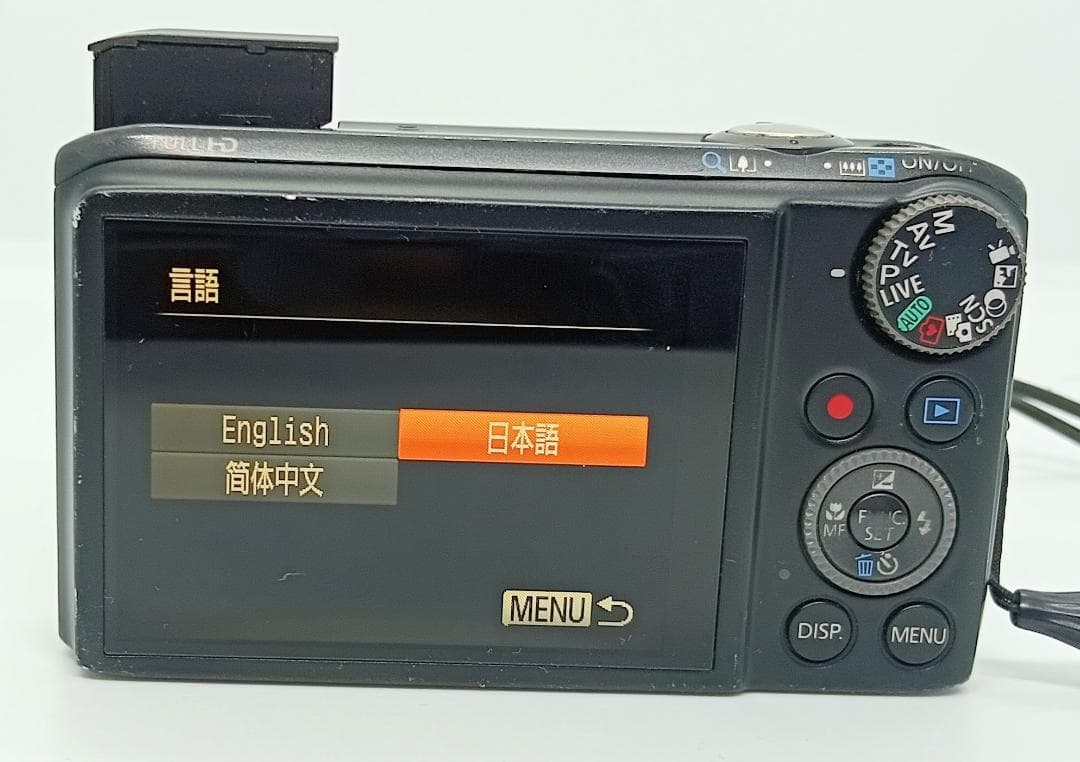 FULL HD
ON/OFF
M
Av
Tv
P
LIVE
AUTO
SCN
言語
English
日本語
简体中文
MENU
MF
FUNC.
SET
DISP.
MENU